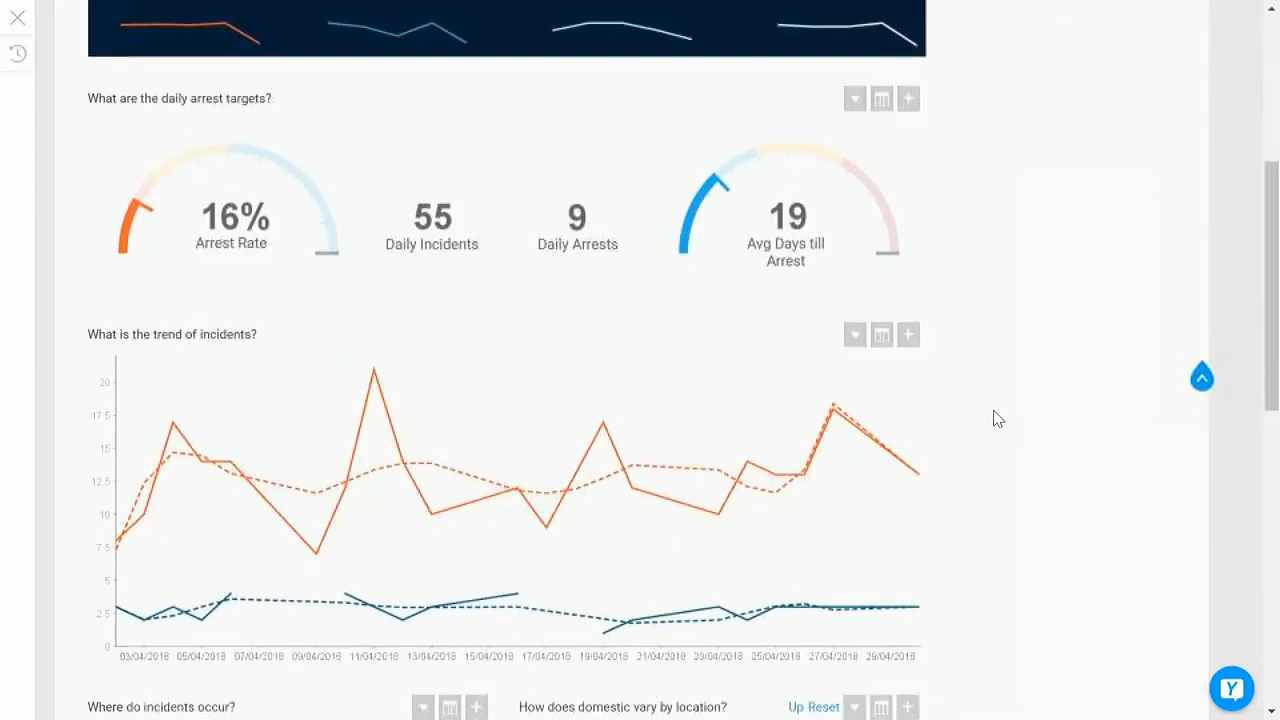 What are the daily arrest targets?
16%
Arrest Rate
55
Daily Incidents
9
Daily Arrests
19
Avg Days till
Arrest
What is the trend of incidents?
20
17 5
15
12 5
10
7 5
5
2 5
0
03/04/2018 05/04/2018 07/04/2018 09/04/2018 11/04/2018 13/04/2018 15/04/2018 17/04/2018 19/04/2018 21/04/2018 23/04/2018 25/04/2018 27/04/2018 29/04/2018
Where do incidents occur?
How does domestic vary by location?
Up Reset